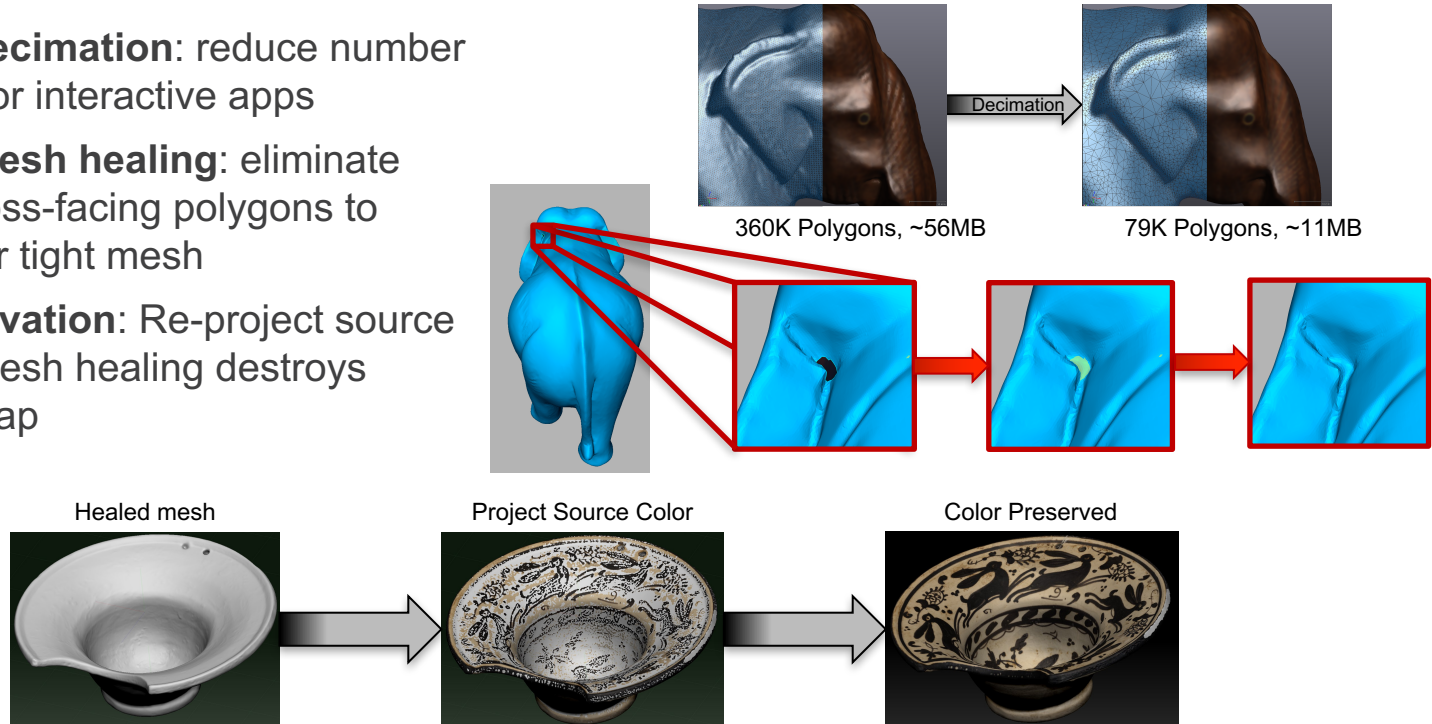 ecimation: reduce number
or interactive apps
esh healing: eliminate
ess-facing polygons to
r tight mesh
vation: Re-project source
esh healing destroys
ap
Decimation
360K Polygons, ~56MB
79K Polygons, ~11MB
Healed mesh
Project Source Color
Color Preserved